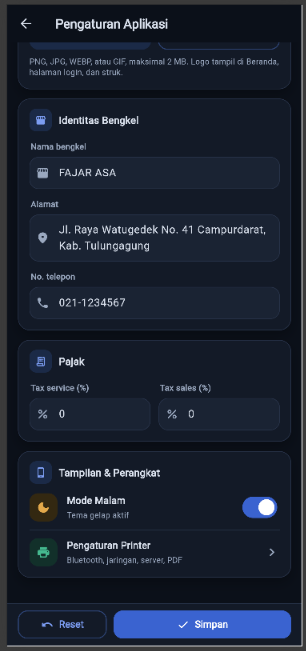 Pengaturan Aplikasi
PNG, JPG, WEBP, atau GIF, maksimal 2 MB. Logo tampil di Beranda,
halaman login, dan struk.
Identitas Bengkel
Nama bengkel
FAJAR ASA
Alamat
Jl. Raya Watugedek No. 41 Campurdarat,
Kab. Tulungagung
No. telepon
021-1234567
Pajak
Tax service (%)
Tax sales (%)
% 0
% 0
Tampilan & Perangkat
Mode Malam
Tema gelap aktif
Pengaturan Printer
Bluetooth, jaringan, server, PDF
Reset
Simpan